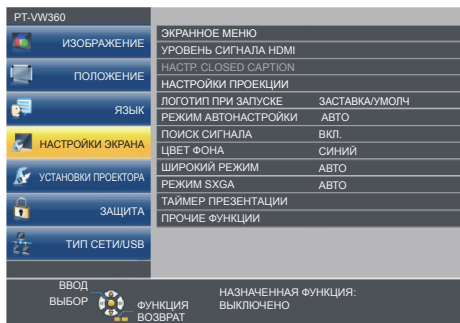 PT-VW360
ИЗОБРАЖЕНИЕ
ПОЛОЖЕНИЕ
ЯЗЫК
НАСТРОЙКИ ЭКРАНА
УСТАНОВКИ ПРОЕКТОРА
ЗАЩИТА
ТИП СЕТИ/USB
ЭКРАННОЕ МЕНЮ
УРОВЕНЬ СИГНАЛА HDMI
НАСТР. CLOSED CAPTION
НАСТРОЙКИ ПРОЕКЦИИ
ЛОГОТИП ПРИ ЗАПУСКЕ ЗАСТАВКА/УМОЛЧ
РЕЖИМ АВТОНАСТРОЙКИ АВТО
ПОИСК СИГНАЛА ВКЛ.
ЦВЕТ ФОНА СИНИЙ
ШИРОКИЙ РЕЖИМ АВТО
РЕЖИМ SXGA АВТО
ТАЙМЕР ПРЕЗЕНТАЦИИ
ПРОЧИЕ ФУНКЦИИ
ВВОД
ВЫБОР
ФУНКЦИЯ
ВОЗВРАТ
НАЗНАЧЕННАЯ ФУНКЦИЯ:
ВЫКЛЮЧЕНО